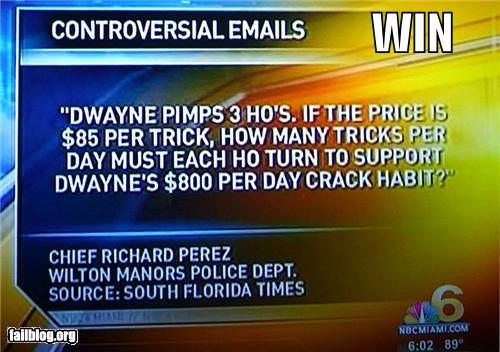 CONTROVERSIAL EMAILS
WIN
"DWAYNE PIMPS 3 HO'S. IF THE PRICE IS
$85 PER TRICK, HOW MANY TRICKS PER
DAY MUST EACH HO TURN TO SUPPORT
DWAYNE'S $800 PER DAY CRACK HABIT?"
CHIEF RICHARD PEREZ
WILTON MANORS POLICE DEPT.
SOURCE: SOUTH FLORIDA TIMES
6
NBCMIAMI.COM
6:02 89°
failblog.org